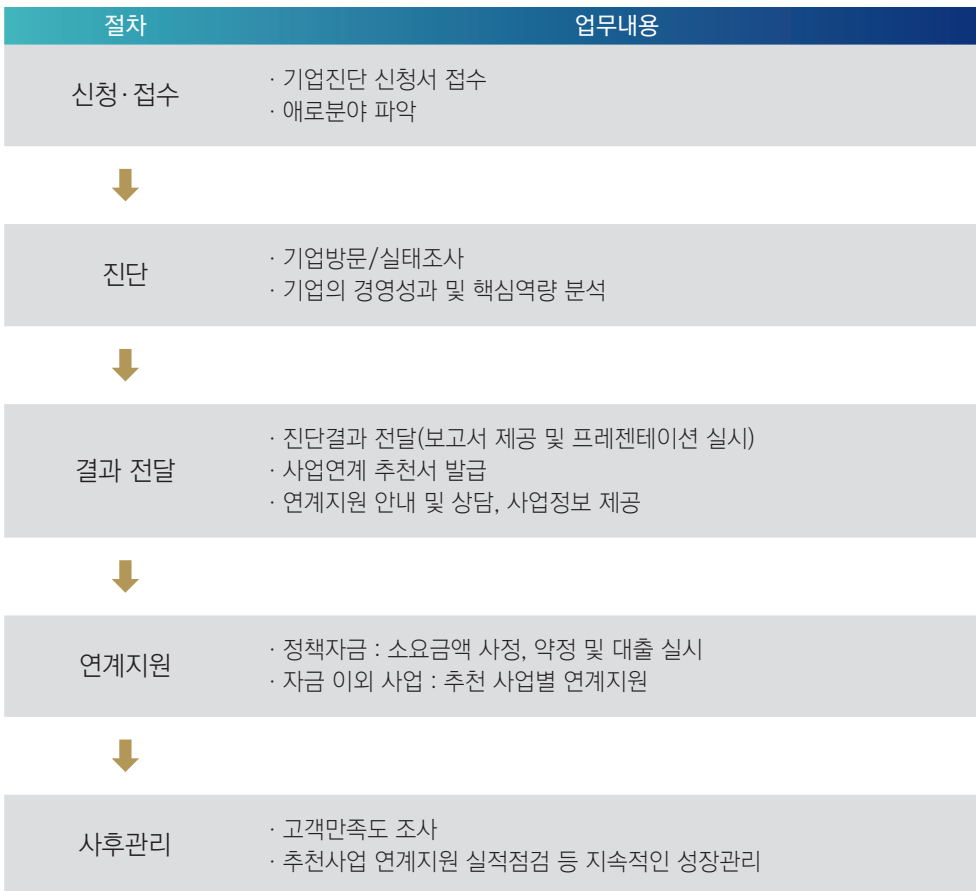 절차 업무내용
신청·접수
· 기업진단 신청서 접수
· 애로분야 파악
진단
· 기업방문/실태조사
· 기업의 경영성과 및 핵심역량 분석
결과 전달
· 진단결과 전달(보고서 제공 및 프레젠테이션 실시)
· 사업연계 추천서 발급
· 연계지원 안내 및 상담, 사업정보 제공
연계지원
· 정책자금 : 소요금액 사정, 약정 및 대출 실시
· 자금 이외 사업 : 추천 사업별 연계지원
사후관리
· 고객만족도 조사
· 추천사업 연계지원 실적점검 등 지속적인 성장관리